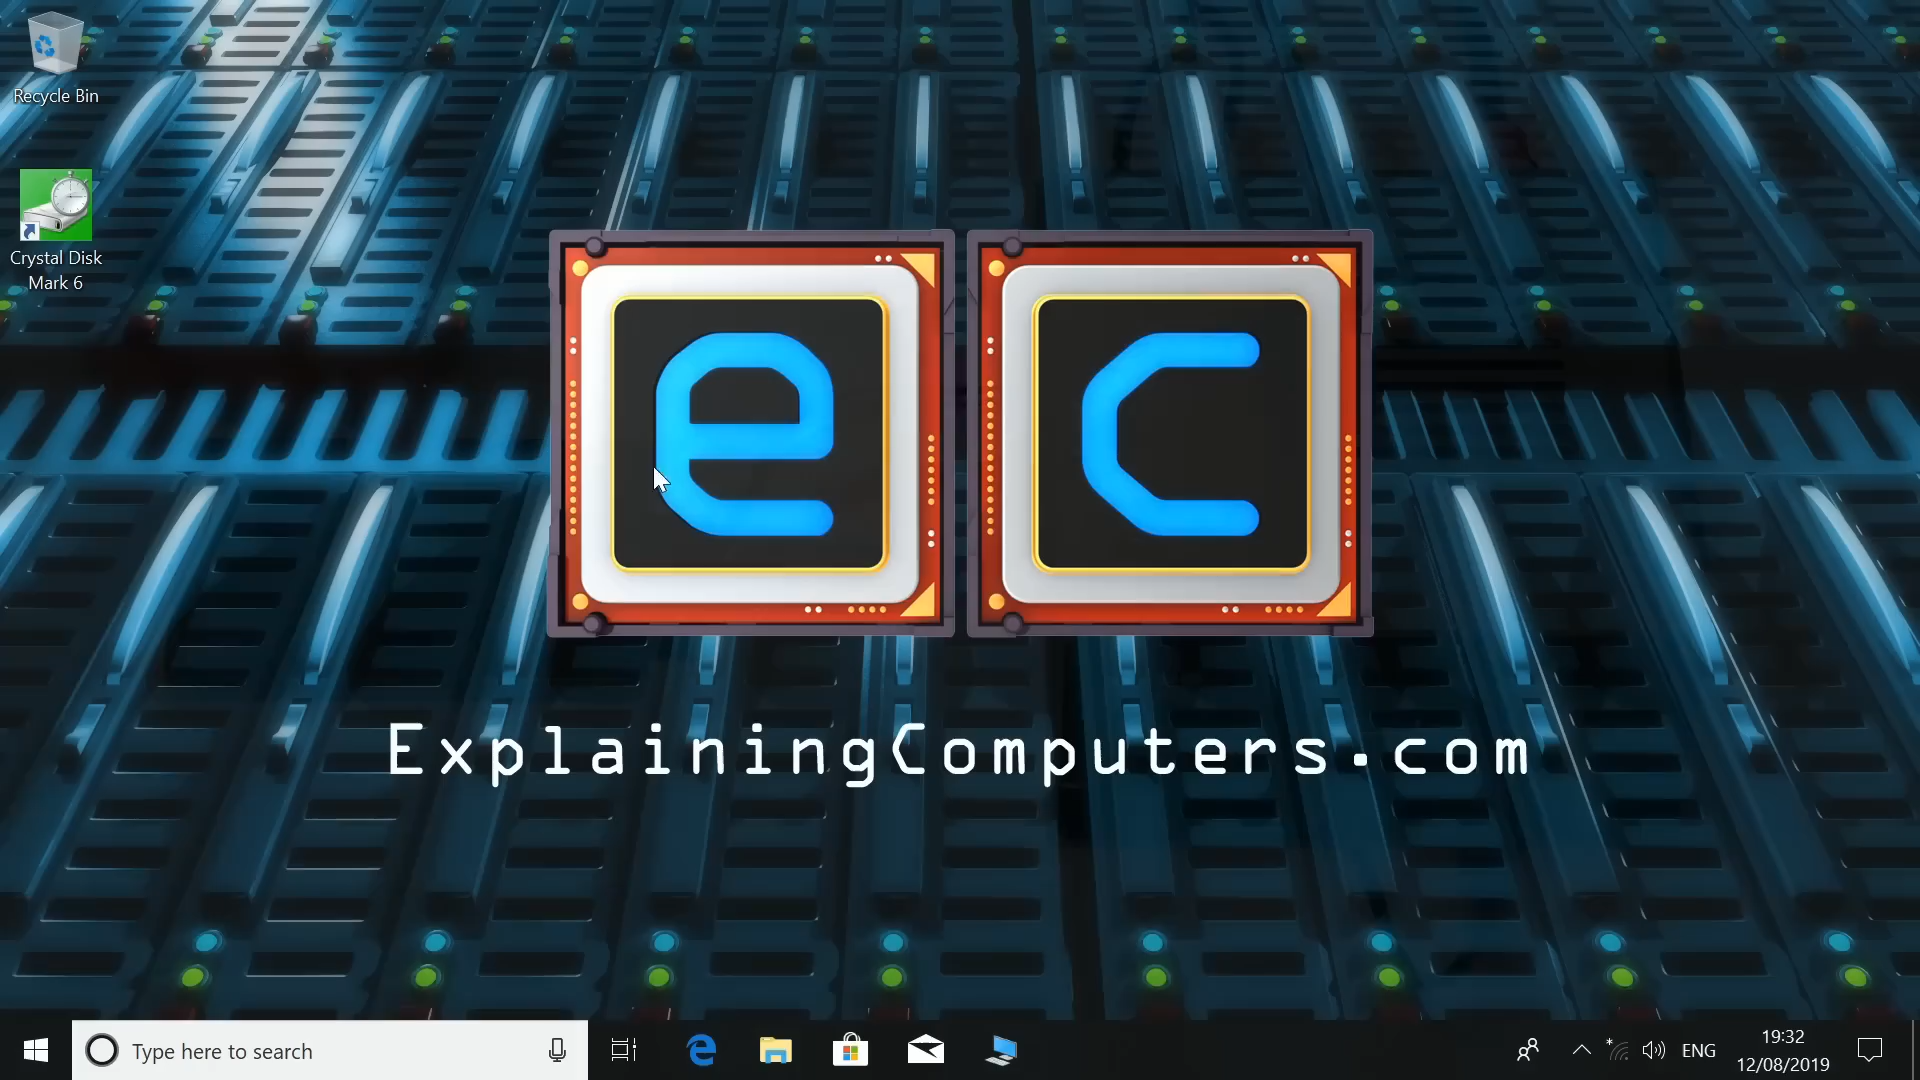 Recycle Bin
Crystal Disk
Mark 6
e c
ExplainingComputers.com
Type here to search
ENG
19:32
12/08/2019